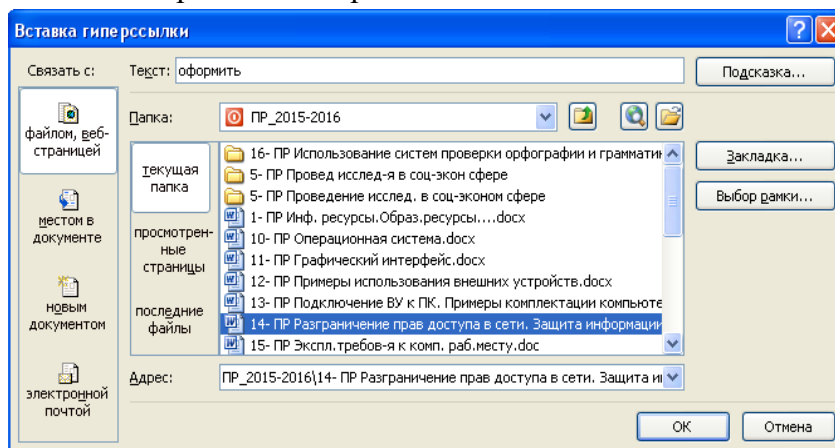 Вставка гиперссылки
Связать с:
Текст: оформить
Подсказка...
файлом, веб-
страницей
Папка:
ПР_2015-2016
текущая
папка
16- ПР Использование систем проверки орфографии и грамматик
5- ПР Провед исслед-я в соц-экон сфере
5- ПР Проведение исслед. в соц-эконом сфере
1- ПР Инф. ресурсы.Образ.ресурсы....docx
10- ПР Операционная система.docx
11- ПР Графический интерфейс.docx
12- ПР Примеры использования внешних устройств.docx
13- ПР Подключение ВУ к ПК. Примеры комплектации компьюте
14- ПР Разграничение прав доступа в сети. Защита информации
15- ПР Экспл.требов-я к комп. раб.месту.doc
Закладка...
Выбор рамки...
местом в
документе
просмотрен-
ные
страницы
новым
документом
последние
файлы
электронной
почтой
Адрес:
ПР_2015-2016\14- ПР Разграничение прав доступа в сети. Защита и
ОК
Отмена